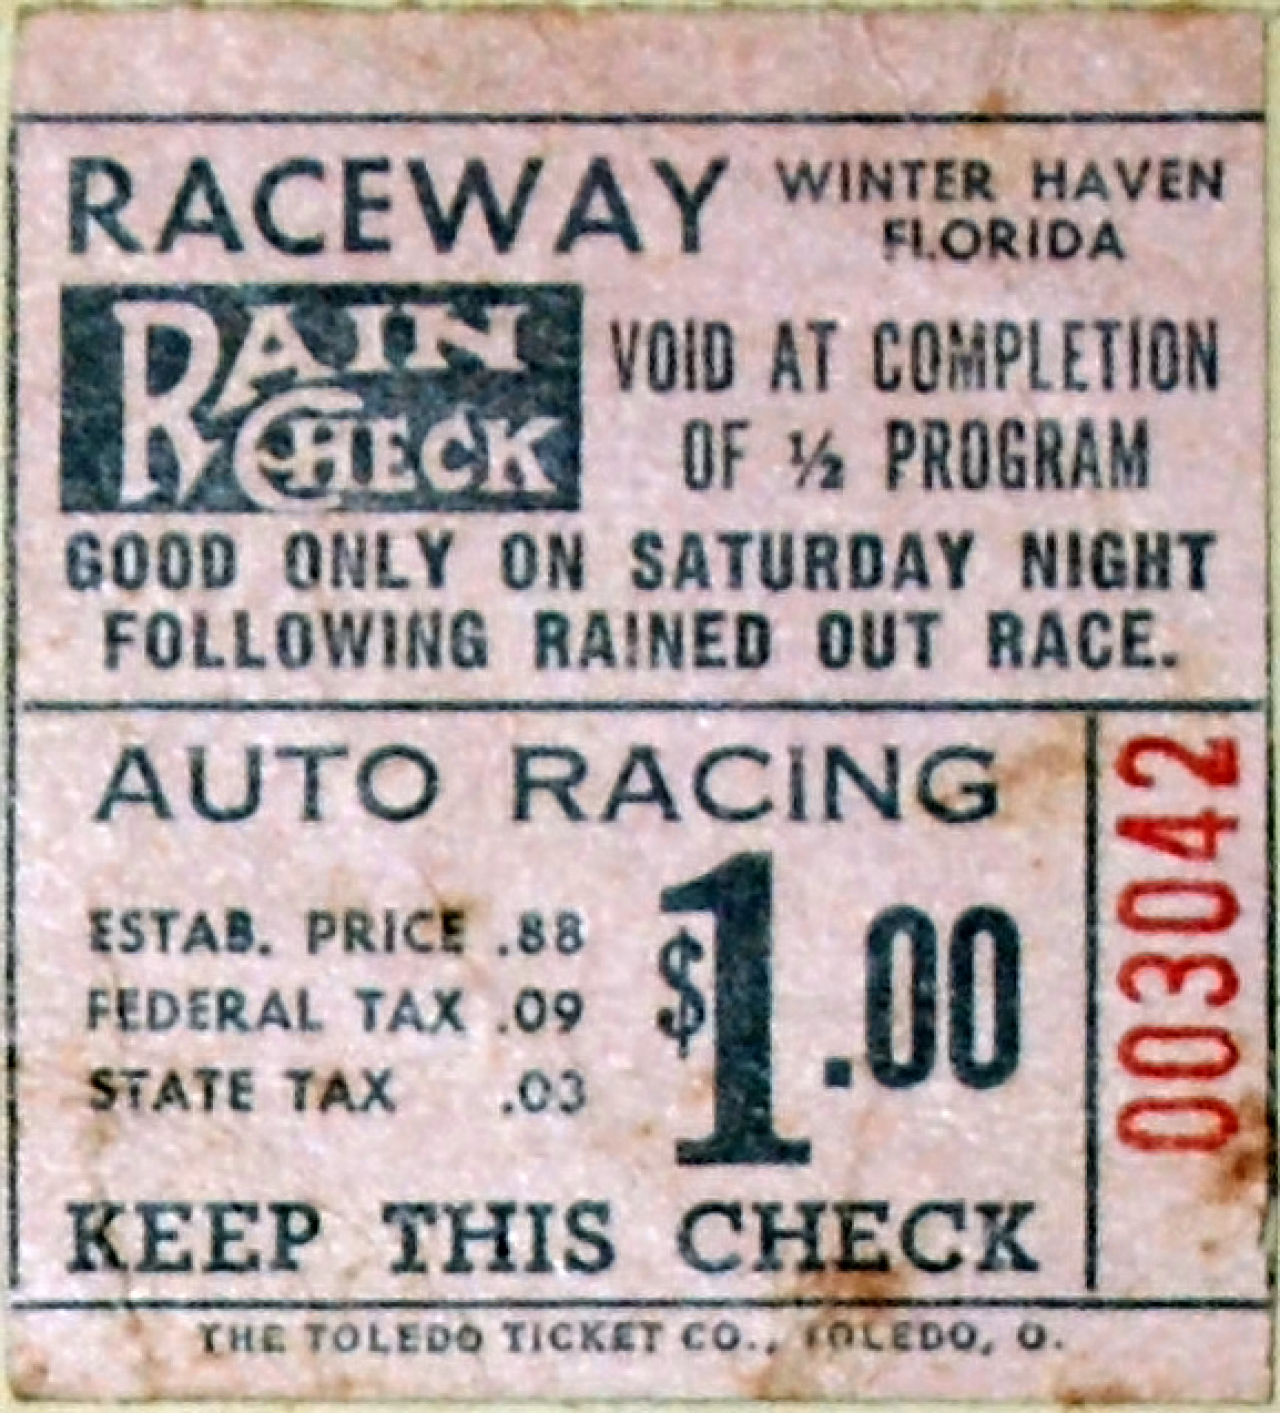 RACEWAY WINTER HAVEN
FLORIDA
RAIN CHECK
VOID AT COMPLETION
OF ½ PROGRAM
GOOD ONLY ON SATURDAY NIGHT
FOLLOWING RAINED OUT RACE.
AUTO RACING
ESTAB. PRICE .88
FEDERAL TAX .09
STATE TAX .03
$1.00
003042
KEEP THIS CHECK
THE TOLEDO TICKET CO., TOLEDO, O.